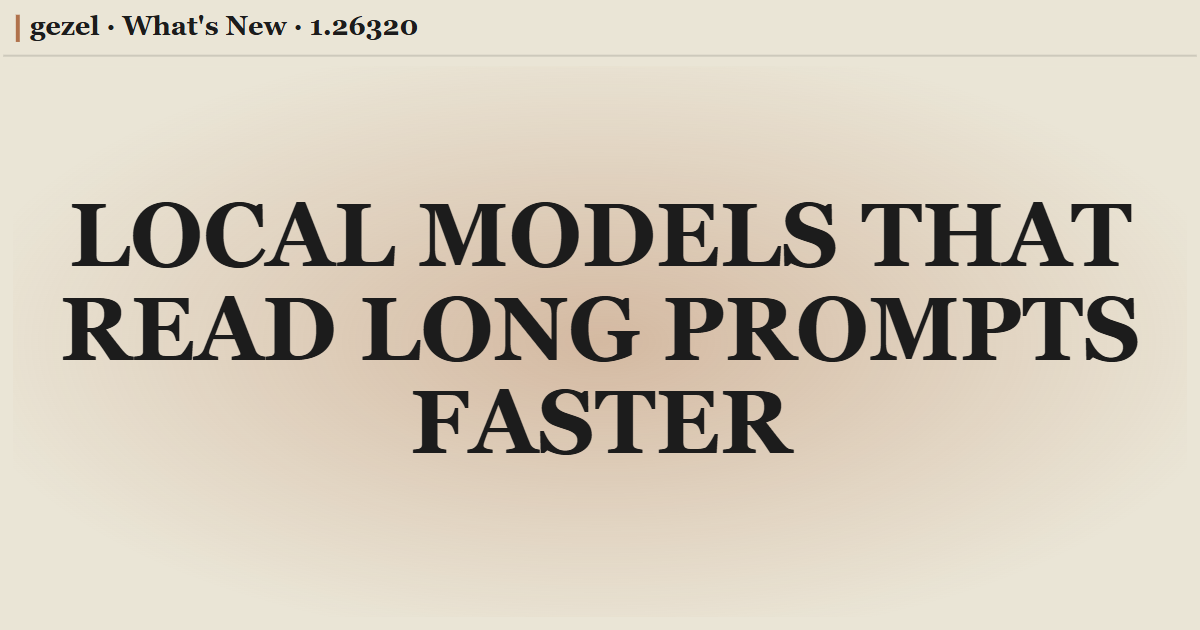 gezel · What's New · 1.26320
LOCAL MODELS THAT
READ LONG PROMPTS
FASTER